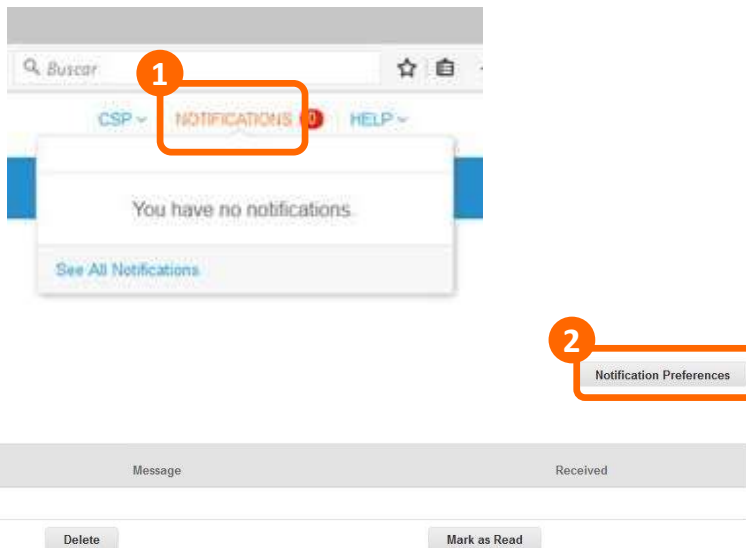 Buscar
1
CSP NOTIFICATIONS 0 HELP
You have no notifications.
See All Notifications
2
Notification Preferences
Message Received
Delete Mark as Read